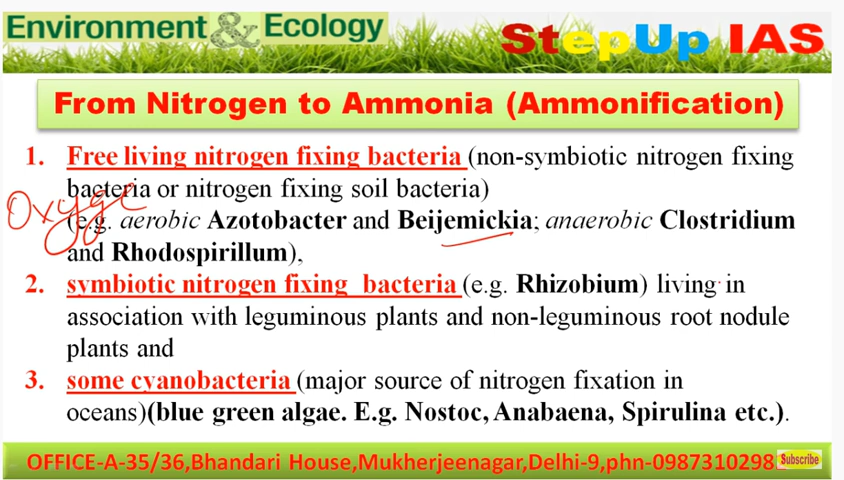 Environment & Ecology
StepUp IAS
From Nitrogen to Ammonia (Ammonification)
1. Free living nitrogen fixing bacteria (non-symbiotic nitrogen fixing
bacteria or nitrogen fixing soil bacteria)
Oxyge
(e.g. aerobic Azotobacter and Beijemickia; anaerobic Clostridium
and Rhodospirillum),
2. symbiotic nitrogen fixing bacteria (e.g. Rhizobium) living in
association with leguminous plants and non-leguminous root nodule
plants and
3. some cyanobacteria (major source of nitrogen fixation in
oceans)(blue green algae. E.g. Nostoc, Anabaena, Spirulina etc.).
OFFICE-A-35/36,Bhandari House,Mukherjeenagar,Delhi-9,phn-0987310298
Subscribe